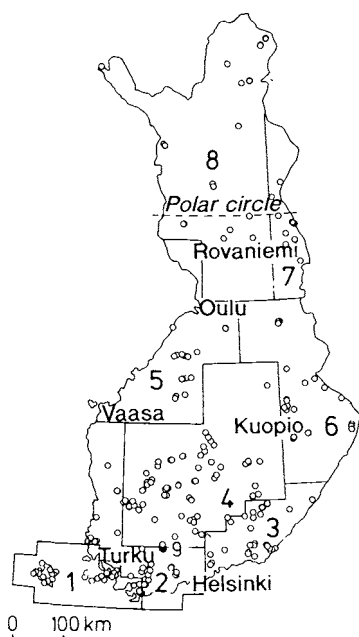 8
Polar circle
Rovaniemi
7
Oulu
5
Vaasa
Kuopio
6
4
3
Turku
9
1
2
Helsinki
0 100 km